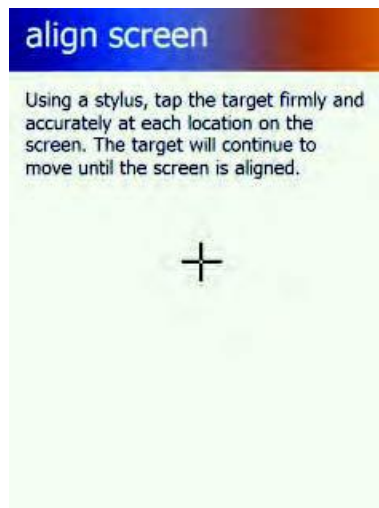 align screen
Using a stylus, tap the target firmly and
accurately at each location on the
screen. The target will continue to
move until the screen is aligned.